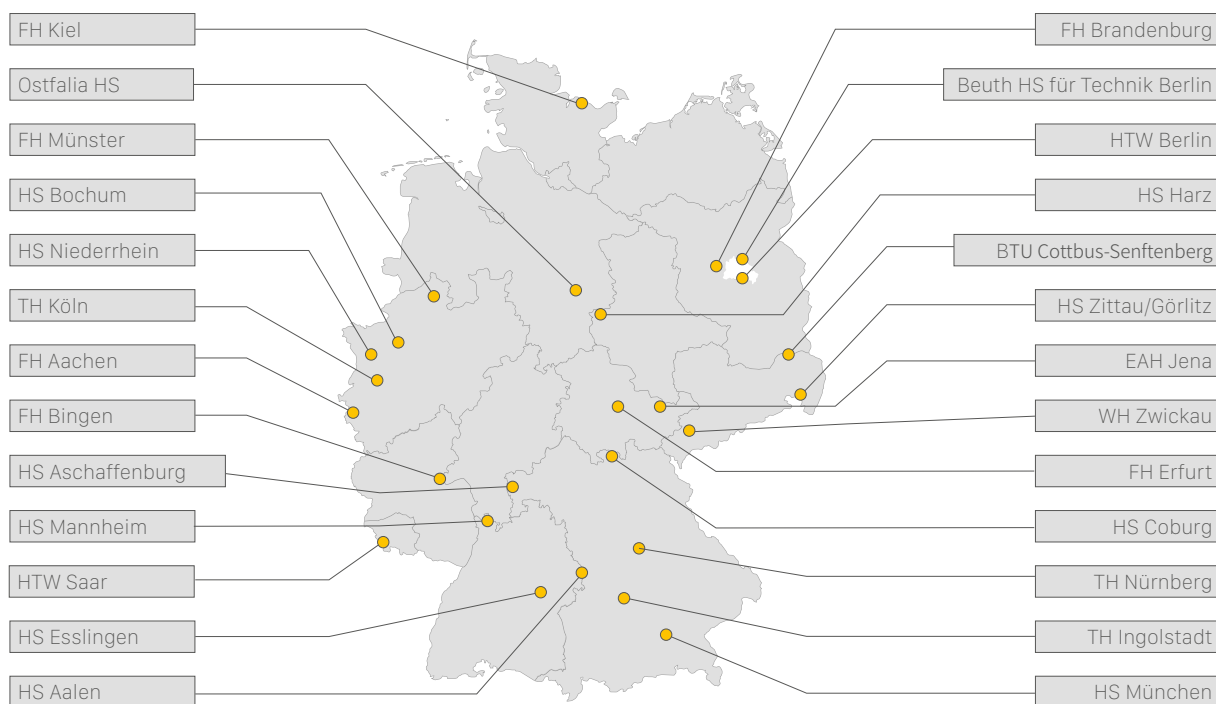 FH Kiel
Ostfalia HS
FH Münster
HS Bochum
HS Niederrhein
TH Köln
FH Aachen
FH Bingen
HS Aschaffenburg
HS Mannheim
HTW Saar
HS Esslingen
HS Aalen
FH Brandenburg
Beuth HS für Technik Berlin
HTW Berlin
HS Harz
BTU Cottbus-Senftenberg
HS Zittau/Görlitz
EAH Jena
WH Zwickau
FH Erfurt
HS Coburg
TH Nürnberg
TH Ingolstadt
HS München